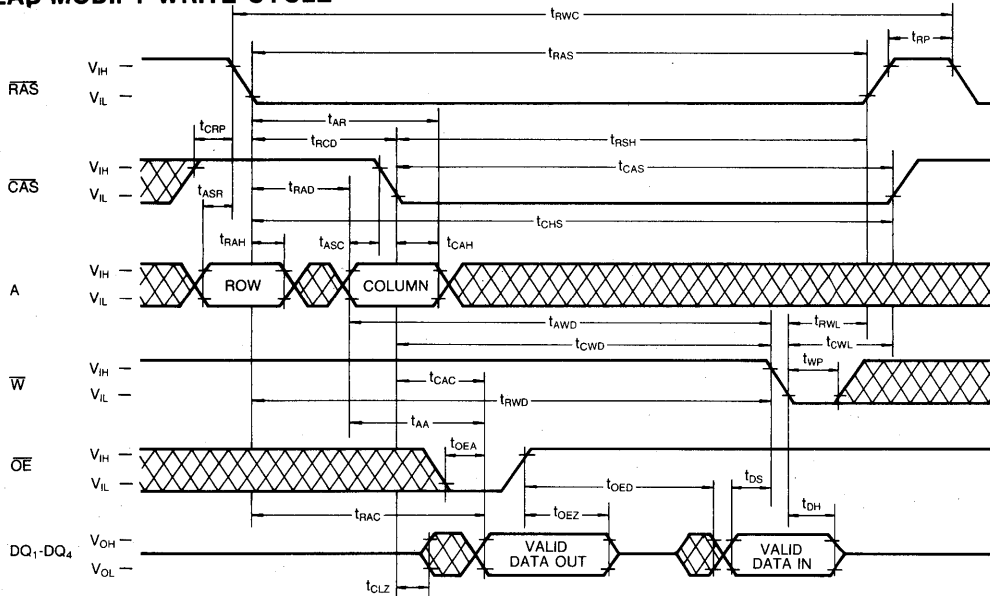 MODIFY-WRITE CYCLE
tRWC
tRP
tRAS
RAS
VIH
VIL
tAR
tCRP
tRCD
tRSH
CAS
VIH
VIL
tCAS
tRAD
tASR
tCHS
tRAH
tASC
tCAH
A
VIH
VIL
ROW
COLUMN
tAWD
tRWL
tCWD
tCWL
W
VIH
VIL
tWP
tCAC
tRWD
tAA
OE
VIH
VIL
tOEA
tOED
tDS
tOEZ
tDH
tRAC
DQ1-DQ4
VOH
VOL
VALID
DATA OUT
VALID
DATA IN
tCLZ